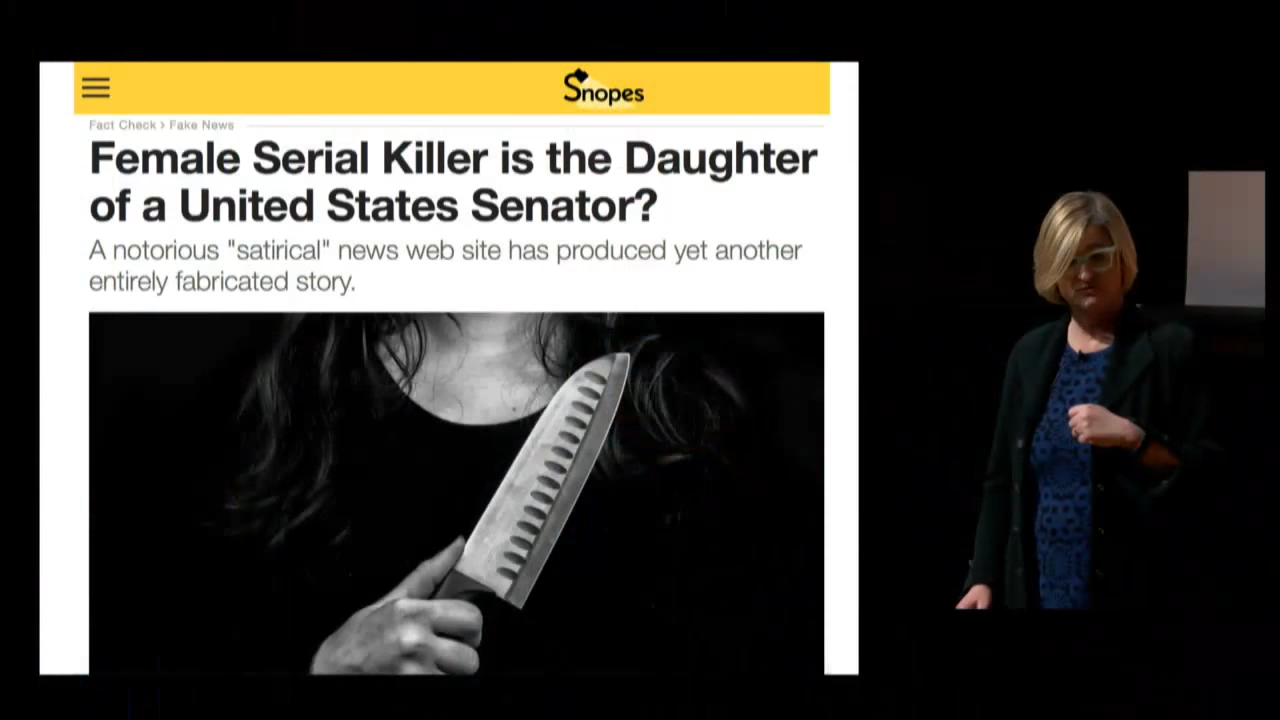 Snopes
Fact Check > Fake News
Female Serial Killer is the Daughter
of a United States Senator?
A notorious "satirical" news web site has produced yet another
entirely fabricated story.